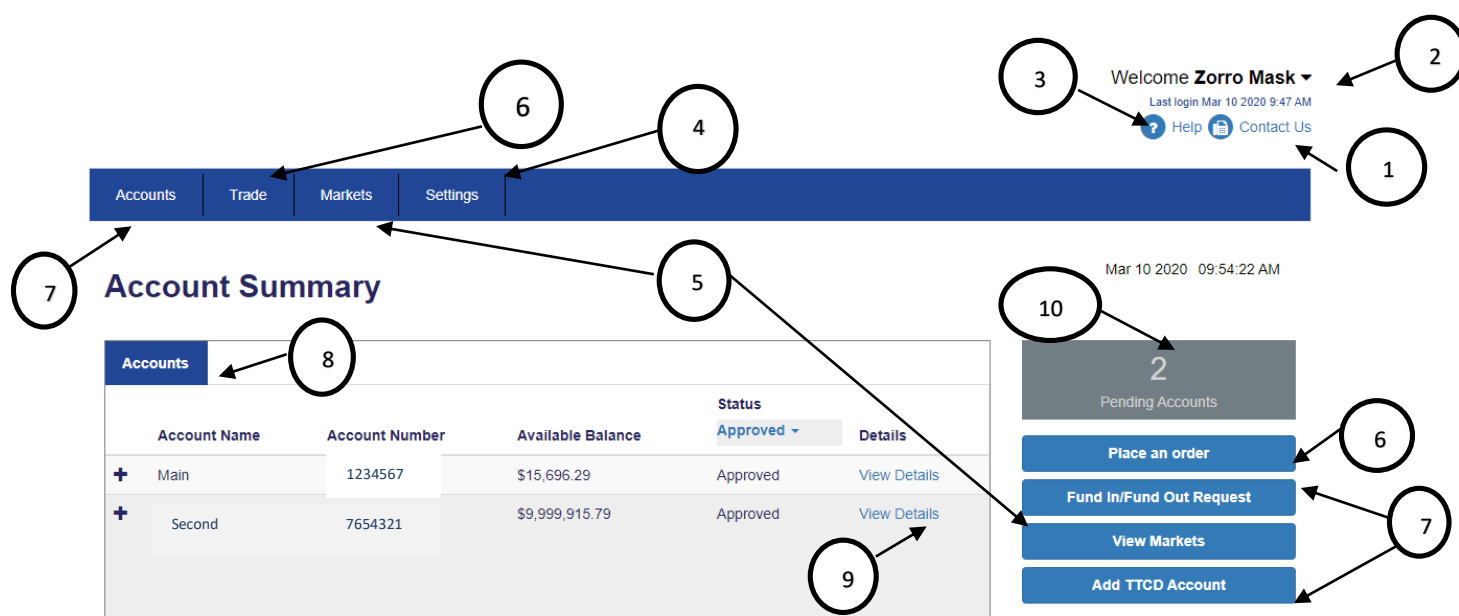 2
3
Welcome Zorro Mask
Last login Mar 10 2020 9:47 AM
6
4
? Help Contact Us
1
Accounts Trade Markets Settings
7
Account Summary
5
Mar 10 2020 09:54:22 AM
10
8
Accounts
2
Pending Accounts
Status
Account Name Account Number Available Balance Approved Details
6
Place an order
Main 1234567 $15,696.29 Approved View Details
Fund In/Fund Out Request
Second 7654321 $9,999,915.79 Approved View Details
7
View Markets
9
Add TTCD Account